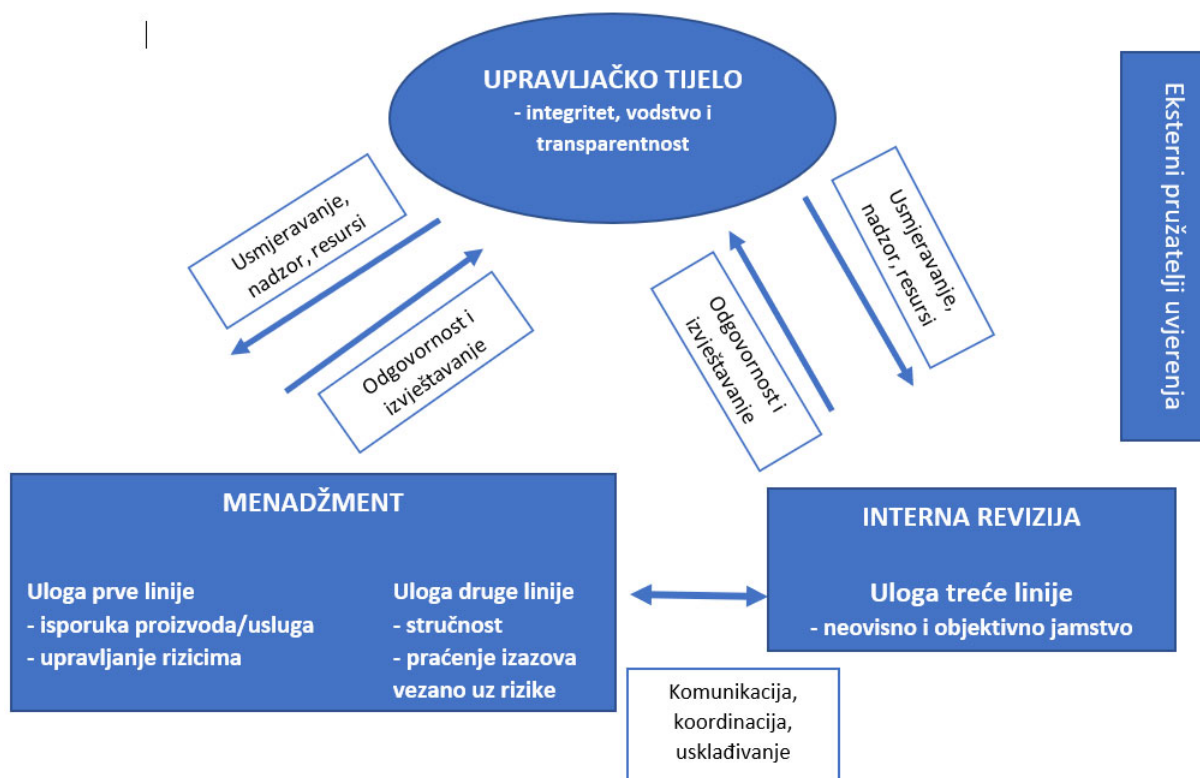 UPRAVLJAČKO TIJELO
- integritet, vodstvo i
transparentnost
Eksterni pružatelji uvjerenja
Usmjeravanje,
nadzor, resursi
Odgovornost i
izvještavanje
Odgovornost i
izvještavanje
Usmjeravanje,
nadzor, resursi
MENADŽMENT
Uloga prve linije
- isporuka proizvoda/usluga
- upravljanje rizicima
Uloga druge linije
- stručnost
- praćenje izazova
vezano uz rizike
INTERNA REVIZIJA
Uloga treće linije
- neovisno i objektivno jamstvo
Komunikacija,
koordinacija,
usklađivanje